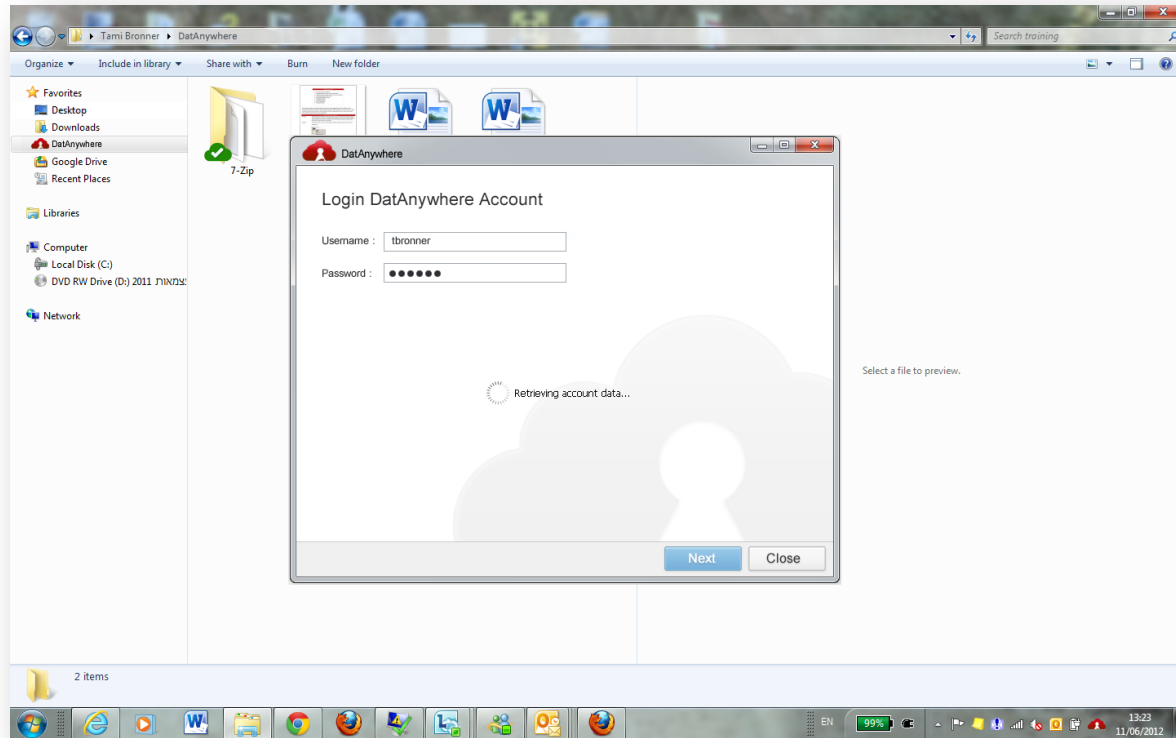 Tami Bronner DatAnywhere Search training
Organize Include in library Share with Burn New folder
Favorites
Desktop
Downloads
DatAnywhere
Google Drive
Recent Places
Libraries
Computer
Local Disk (C:)
DVD RW Drive (D:) 2011 עצמאות
Network
7-Zip
DatAnywhere
Login DatAnywhere Account
Username : tbronner
Password : ●●●●●●
Retrieving account data...
Next Close
Select a file to preview.
2 items
EN 99% 13:23
11/06/2012